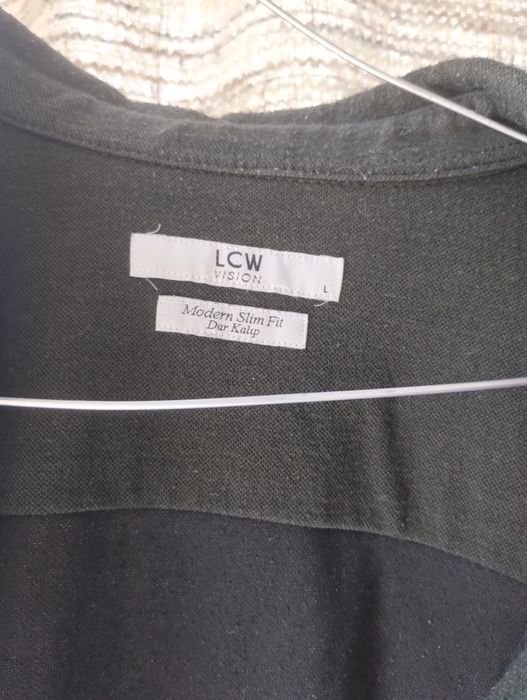 LCW
VISION
L
Modern Slim Fit
Dar Kalıp